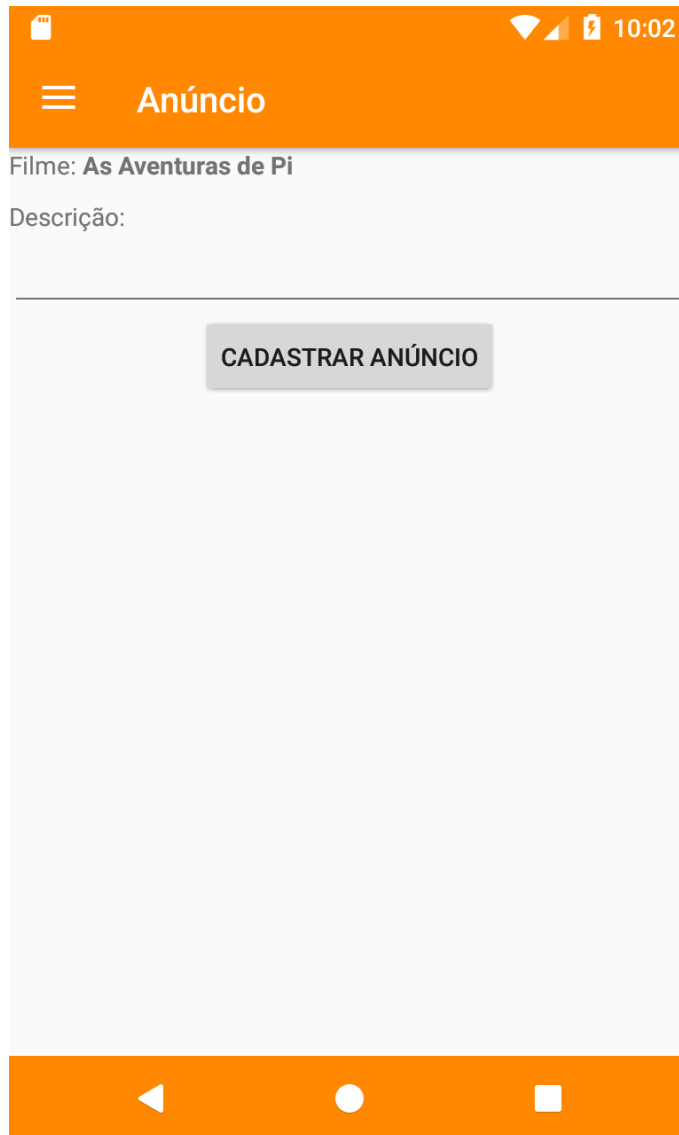 10:02
Anúncio
Filme: As Aventuras de Pi
Descrição:
CADASTRAR ANÚNCIO